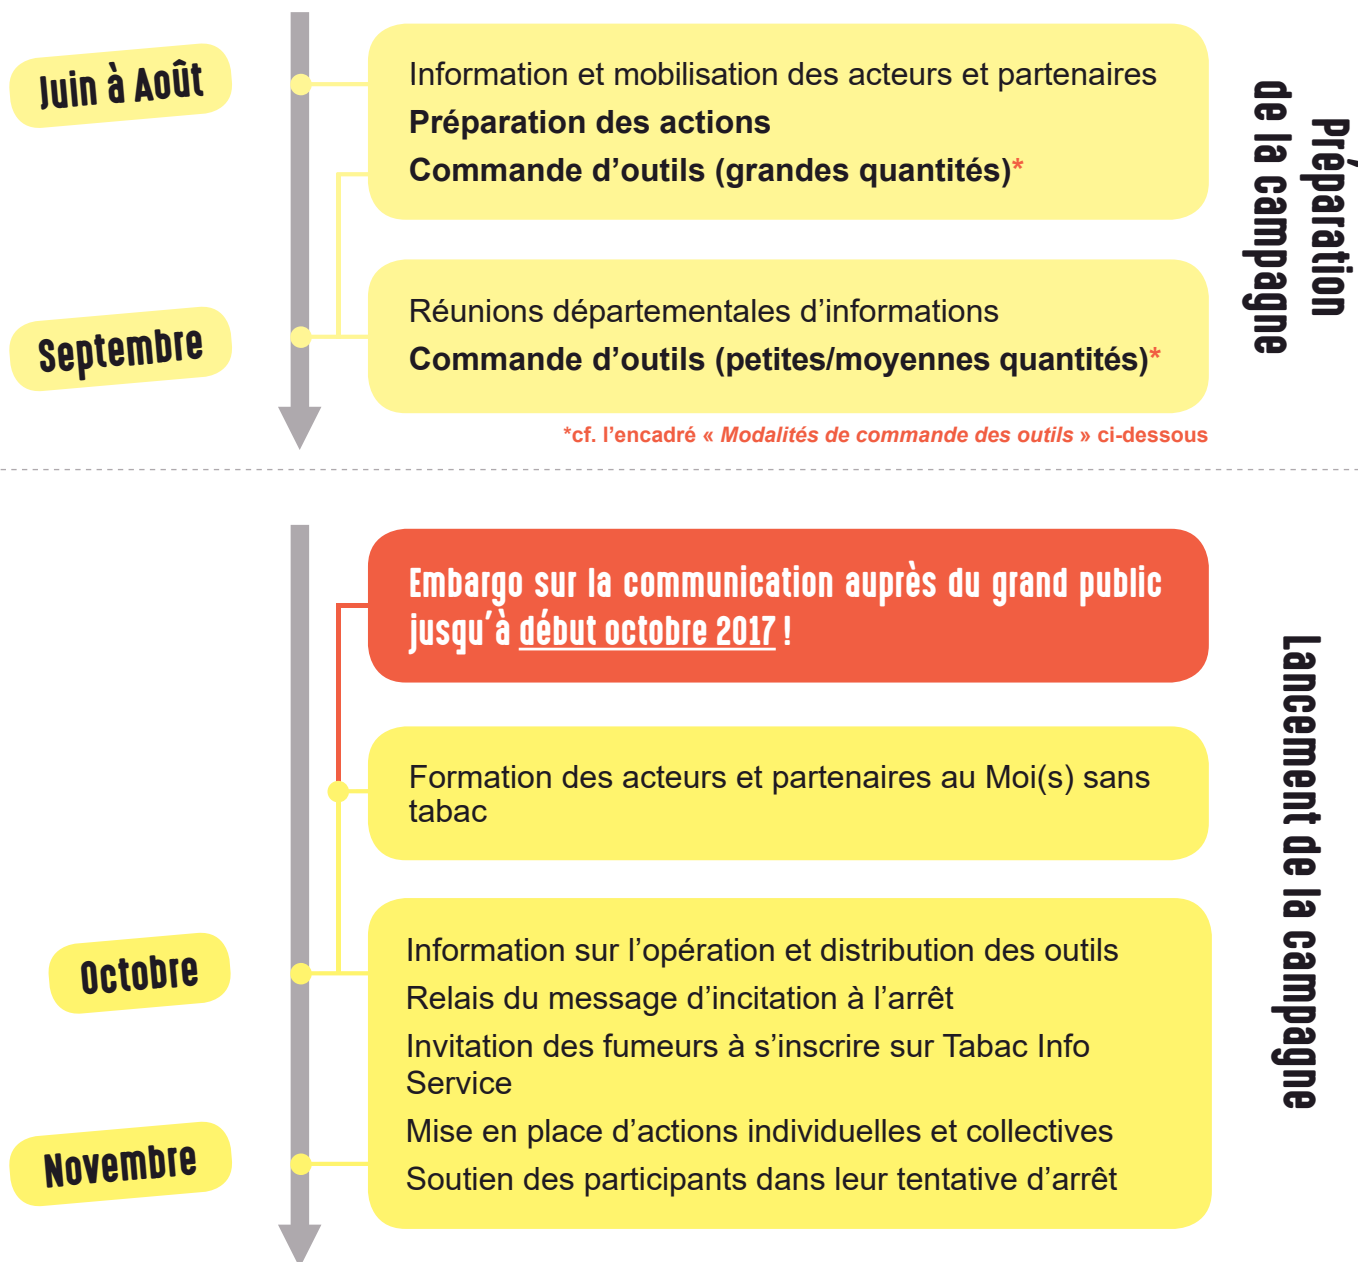 Juin à Août
Information et mobilisation des acteurs et partenaires
Préparation des actions
Commande d’outils (grandes quantités)*
Préparation
de la campagne
Septembre
Réunions départementales d’informations
Commande d’outils (petites/moyennes quantités)*
*cf. l’encadré « Modalités de commande des outils » ci-dessous
Embargo sur la communication auprès du grand public
jusqu’à début octobre 2017 !
Formation des acteurs et partenaires au Moi(s) sans
tabac
Lancement de la campagne
Octobre
Information sur l’opération et distribution des outils
Relais du message d’incitation à l’arrêt
Invitation des fumeurs à s’inscrire sur Tabac Info
Service
Mise en place d’actions individuelles et collectives
Novembre
Soutien des participants dans leur tentative d’arrêt